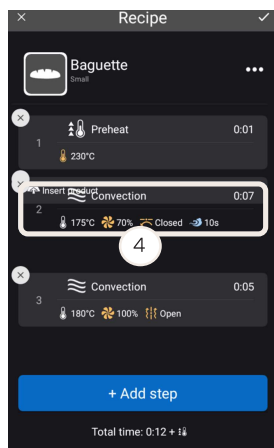 Recipe
Baguette
Small
1
Preheat 0:01
230°C
Insert product
2
Convection 0:07
175°C 70% Closed 10s
4
3
Convection 0:05
180°C 100% Open
+ Add step
Total time: 0:12 +